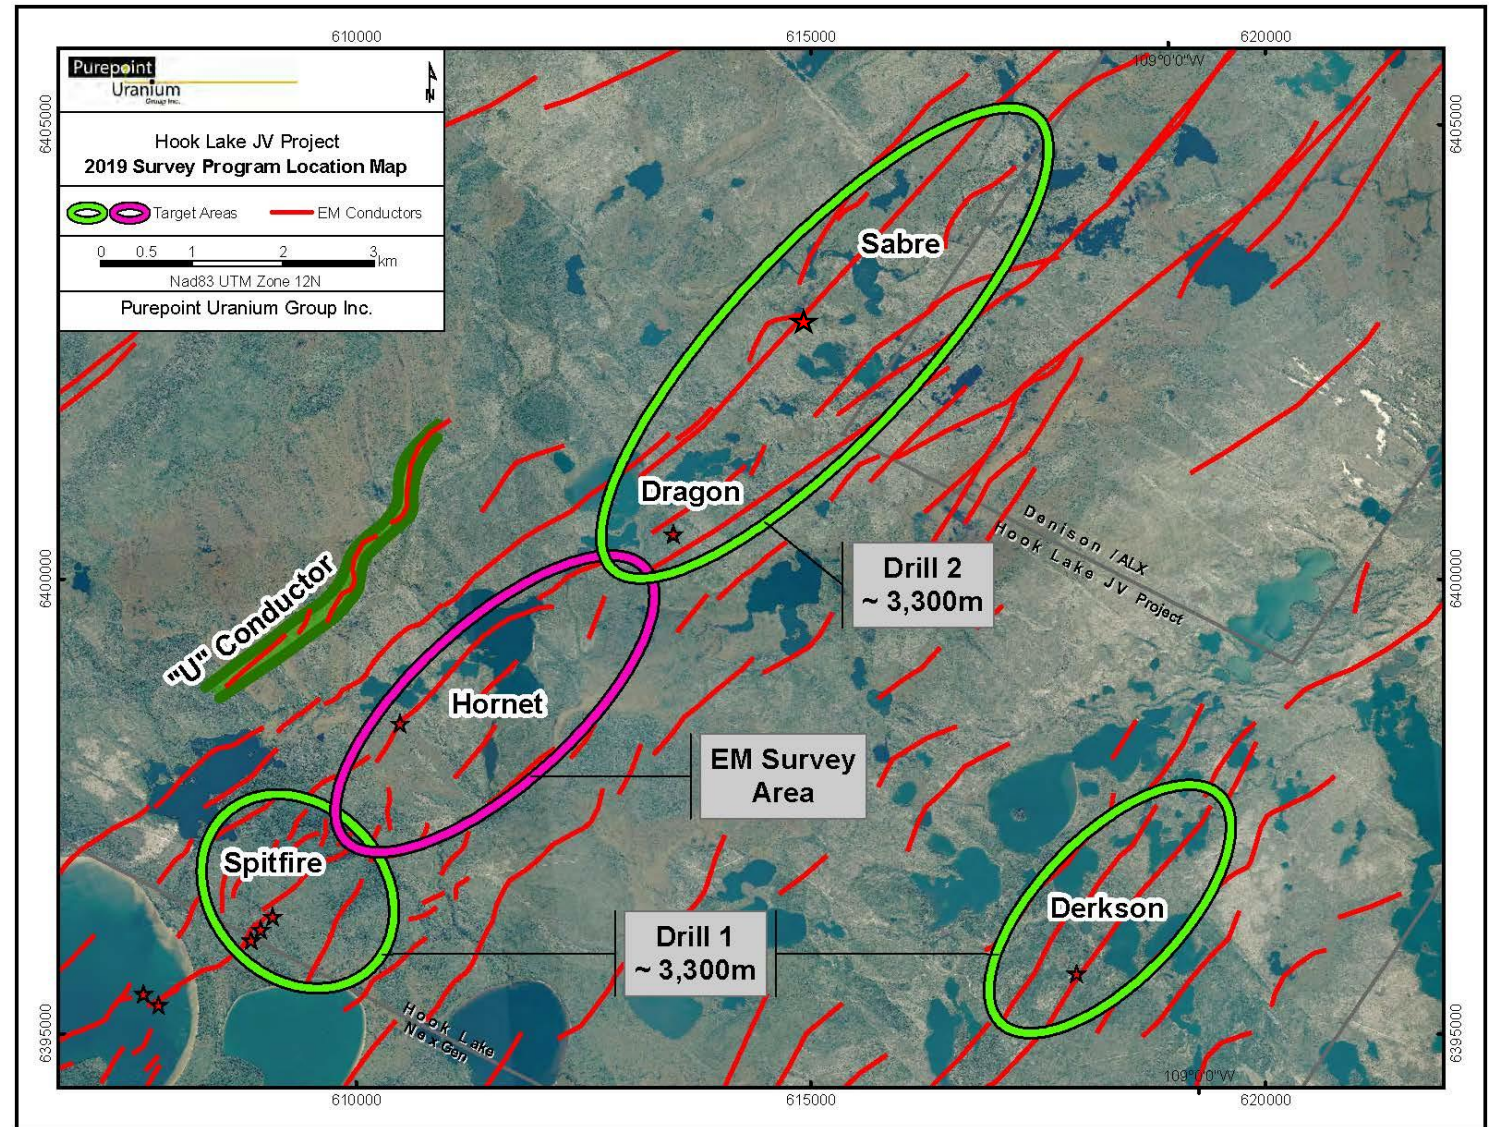 610000
615000
620000
109°0'0"W
Purepoint
Uranium
Group Inc.
N
Hook Lake JV Project
2019 Survey Program Location Map
Target Areas
EM Conductors
0 0.5 1 2 3
km
Nad83 UTM Zone 12N
Purepoint Uranium Group Inc.
6405000
6405000
Sabre
Dragon
Denison / ALX
Hook Lake JV Project
Drill 2
~ 3,300m
6400000
6400000
"U" Conductor
Hornet
EM Survey
Area
Spitfire
Derkson
Drill 1
~ 3,300m
Hook Lake
NexGen
6395000
6395000
109°0'0"W
610000
615000
620000